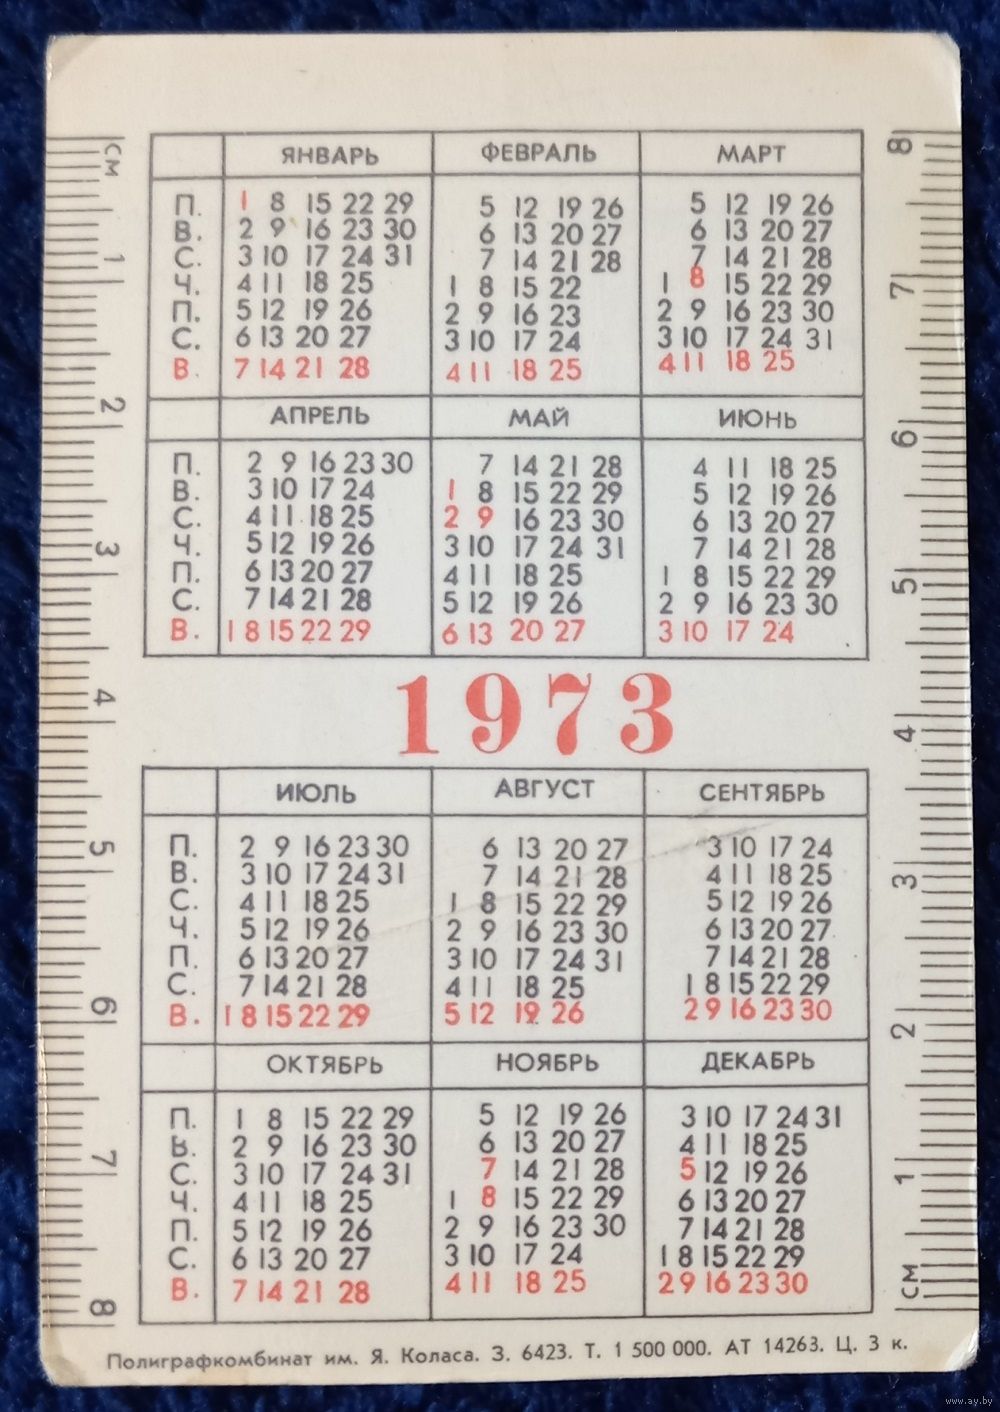 ЯНВАРЬ ФЕВРАЛЬ МАРТ
П. 1 8 15 22 29 5 12 19 26 5 12 19 26
В. 2 9 16 23 30 6 13 20 27 6 13 20 27
С. 3 10 17 24 31 7 14 21 28 7 14 21 28
Ч. 4 11 18 25 1 8 15 22 1 8 15 22 29
П. 5 12 19 26 2 9 16 23 2 9 16 23 30
С. 6 13 20 27 3 10 17 24 3 10 17 24 31
В. 7 14 21 28 4 11 18 25 4 11 18 25
АПРЕЛЬ МАЙ ИЮНЬ
П. 2 9 16 23 30 7 14 21 28 4 11 18 25
В. 3 10 17 24 1 8 15 22 29 5 12 19 26
С. 4 11 18 25 2 9 16 23 30 6 13 20 27
Ч. 5 12 19 26 3 10 17 24 31 7 14 21 28
П. 6 13 20 27 4 11 18 25 1 8 15 22 29
С. 7 14 21 28 5 12 19 26 2 9 16 23 30
В. 1 8 15 22 29 6 13 20 27 3 10 17 24
1973
ИЮЛЬ АВГУСТ СЕНТЯБРЬ
П. 2 9 16 23 30 6 13 20 27 3 10 17 24
В. 3 10 17 24 31 7 14 21 28 4 11 18 25
С. 4 11 18 25 1 8 15 22 29 5 12 19 26
Ч. 5 12 19 26 2 9 16 23 30 6 13 20 27
П. 6 13 20 27 3 10 17 24 31 7 14 21 28
С. 7 14 21 28 4 11 18 25 1 8 15 22 29
В. 1 8 15 22 29 5 12 19 26 2 9 16 23 30
ОКТЯБРЬ НОЯБРЬ ДЕКАБРЬ
П. 1 8 15 22 29 5 12 19 26 3 10 17 24 31
В. 2 9 16 23 30 6 13 20 27 4 11 18 25
С. 3 10 17 24 31 7 14 21 28 5 12 19 26
Ч. 4 11 18 25 1 8 15 22 29 6 13 20 27
П. 5 12 19 26 2 9 16 23 30 7 14 21 28
С. 6 13 20 27 3 10 17 24 1 8 15 22 29
В. 7 14 21 28 4 11 18 25 2 9 16 23 30
Полиграфкомбинат им. Я. Коласа. З. 6423. Т. 1 500 000. АТ 14263. Ц. 3 к.
см 1 2 3 4 5 6 7 8
см 1 2 3 4 5 6 7 8
www.ay.by